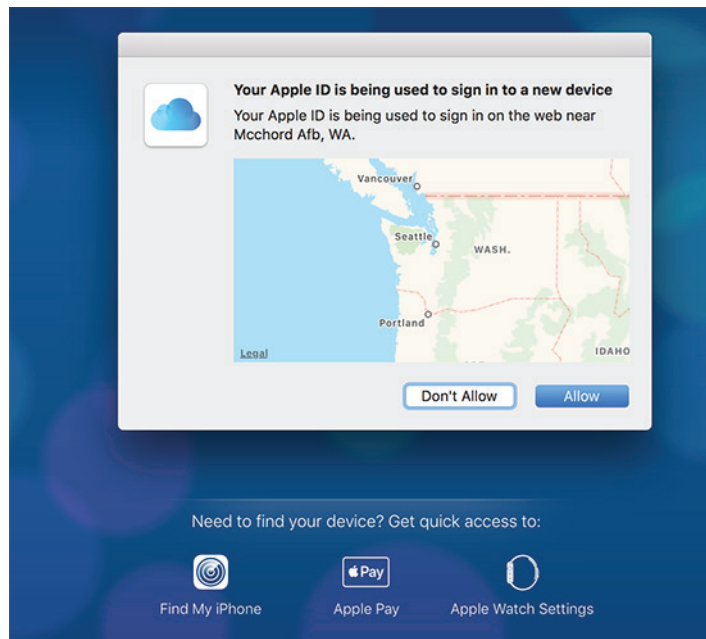 Your Apple ID is being used to sign in to a new device
Your Apple ID is being used to sign in on the web near
Mcchord Afb, WA.
Vancouver
Seattle
WASH.
Portland
IDAHO
Legal
Don't Allow
Allow
Need to find your device? Get quick access to:
Pay
Find My iPhone
Apple Pay
Apple Watch Settings